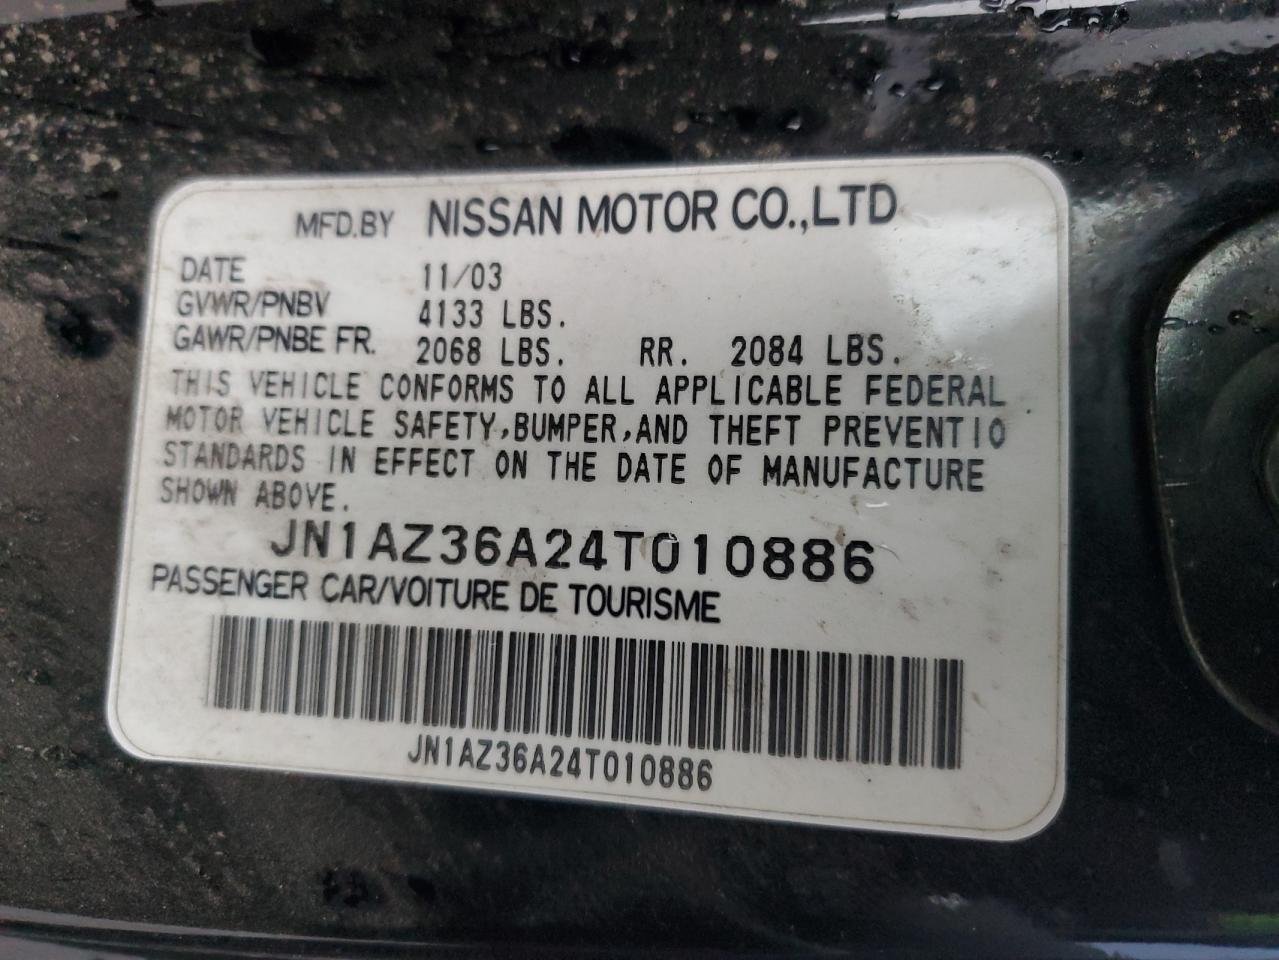 MFD.BY NISSAN MOTOR CO.,LTD
DATE 11/03
GVWR/PNBV 4133 LBS.
GAWR/PNBE FR. 2068 LBS. RR. 2084 LBS.
THIS VEHICLE CONFORMS TO ALL APPLICABLE FEDERAL
MOTOR VEHICLE SAFETY,BUMPER,AND THEFT PREVENTIO
STANDARDS IN EFFECT ON THE DATE OF MANUFACTURE
SHOWN ABOVE.
JN1AZ36A24T010886
PASSENGER CAR/VOITURE DE TOURISME
JN1AZ36A24T010886